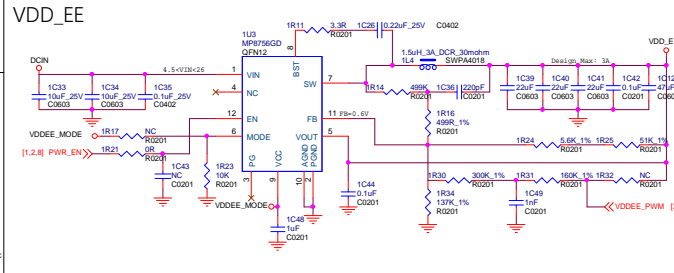 VDD_EE
1R11
3.3R
R0201
1C26
0.22uF_25V
C0402
1U3
MP8756GD
QFN12
DCIN
4.5<VIN<26
1
VIN
8
BST
SW
7
1.5uH_3A_DCR_30mohm
1L4
SWPA4018
Design_Max: 3A
VDD_E
1C33
10uF_25V
C0603
1C34
10uF_25V
C0603
1C35
0.1uF_25V
C0402
4
NC
1R14
499K
R0201
1C36
220pF
C0201
1C39
22uF
C0603
1C40
22uF
C0603
1C41
22uF
C0603
1C42
0.1uF
C0201
1C12
47uF
12
EN
FB
11
FB=0.6V
1R16
499R_1%
R0201
VDDEE_MODE
1R17
NC
R0201
6
MODE
VOUT
5
[1,2,8] PWR_EN
1R21
0R
R0201
1R24
5.6K_1%
R0201
1R25
51K_1%
R0201
1C43
NC
C0201
1R23
10K
R0201
PG
VCC
AGND
PGND
3
9
10
2
VDDEE_MODE
1C44
0.1uF
C0201
1R30
300K_1%
R0201
1R31
160K_1%
R0201
1R32
NC
R0201
1R34
137K_1%
R0201
1C49
1nF
C0201
VDDEE_PWM
1C48
1uF
C0201